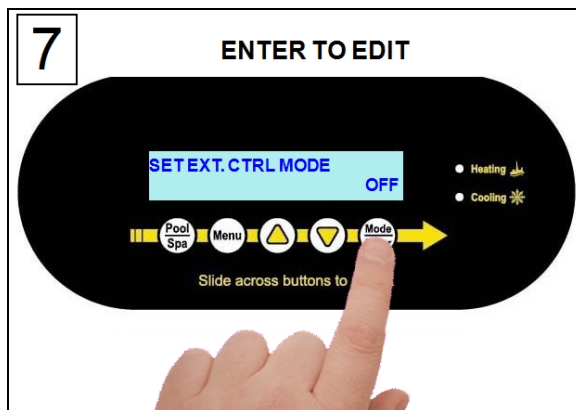 7
ENTER TO EDIT
SET EXT. CTRL MODE
OFF
Heating
Cooling
Pool
Spa
Menu
Mode
Slide across buttons to